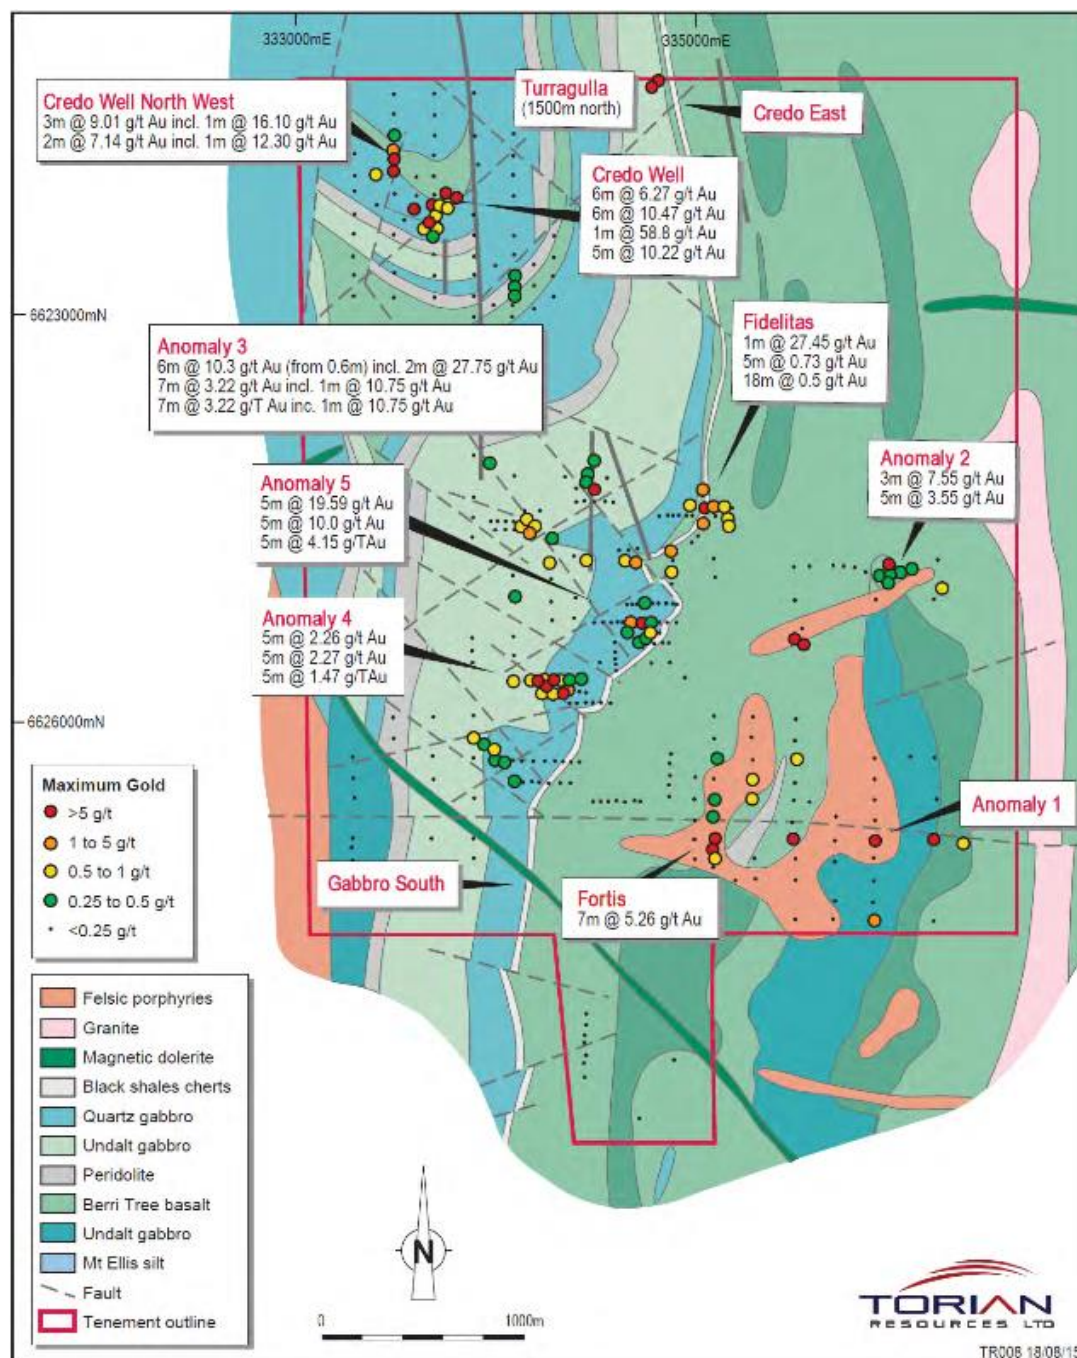 333000mE
335000mE
Credo Well North West
3m @ 9.01 g/t Au incl. 1m @ 16.10 g/t Au
2m @ 7.14 g/t Au incl. 1m @ 12.30 g/t Au
Turragulla
(1500m north)
Credo East
Credo Well
6m @ 6.27 g/t Au
6m @ 10.47 g/t Au
1m @ 58.8 g/t Au
5m @ 10.22 g/t Au
6623000mN
Anomaly 3
6m @ 10.3 g/t Au (from 0.6m) incl. 2m @ 27.75 g/t Au
7m @ 3.22 g/t Au incl. 1m @ 10.75 g/t Au
7m @ 3.22 g/T Au inc. 1m @ 10.75 g/t Au
Fidelitas
1m @ 27.45 g/t Au
5m @ 0.73 g/t Au
18m @ 0.5 g/t Au
Anomaly 2
3m @ 7.55 g/t Au
5m @ 3.55 g/t Au
Anomaly 5
5m @ 19.59 g/t Au
5m @ 10.0 g/t Au
5m @ 4.15 g/TAu
Anomaly 4
5m @ 2.26 g/t Au
5m @ 2.27 g/t Au
5m @ 1.47 g/TAu
6626000mN
Maximum Gold
>5 g/t
1 to 5 g/t
0.5 to 1 g/t
0.25 to 0.5 g/t
<0.25 g/t
Anomaly 1
Gabbro South
Fortis
7m @ 5.26 g/t Au
Felsic porphyries
Granite
Magnetic dolerite
Black shales cherts
Quartz gabbro
Undalt gabbro
Peridolite
Berri Tree basalt
Undalt gabbro
Mt Ellis silt
Fault
Tenement outline
N
0 1000m
TORIAN
RESOURCES LTD
TR008 18/08/15